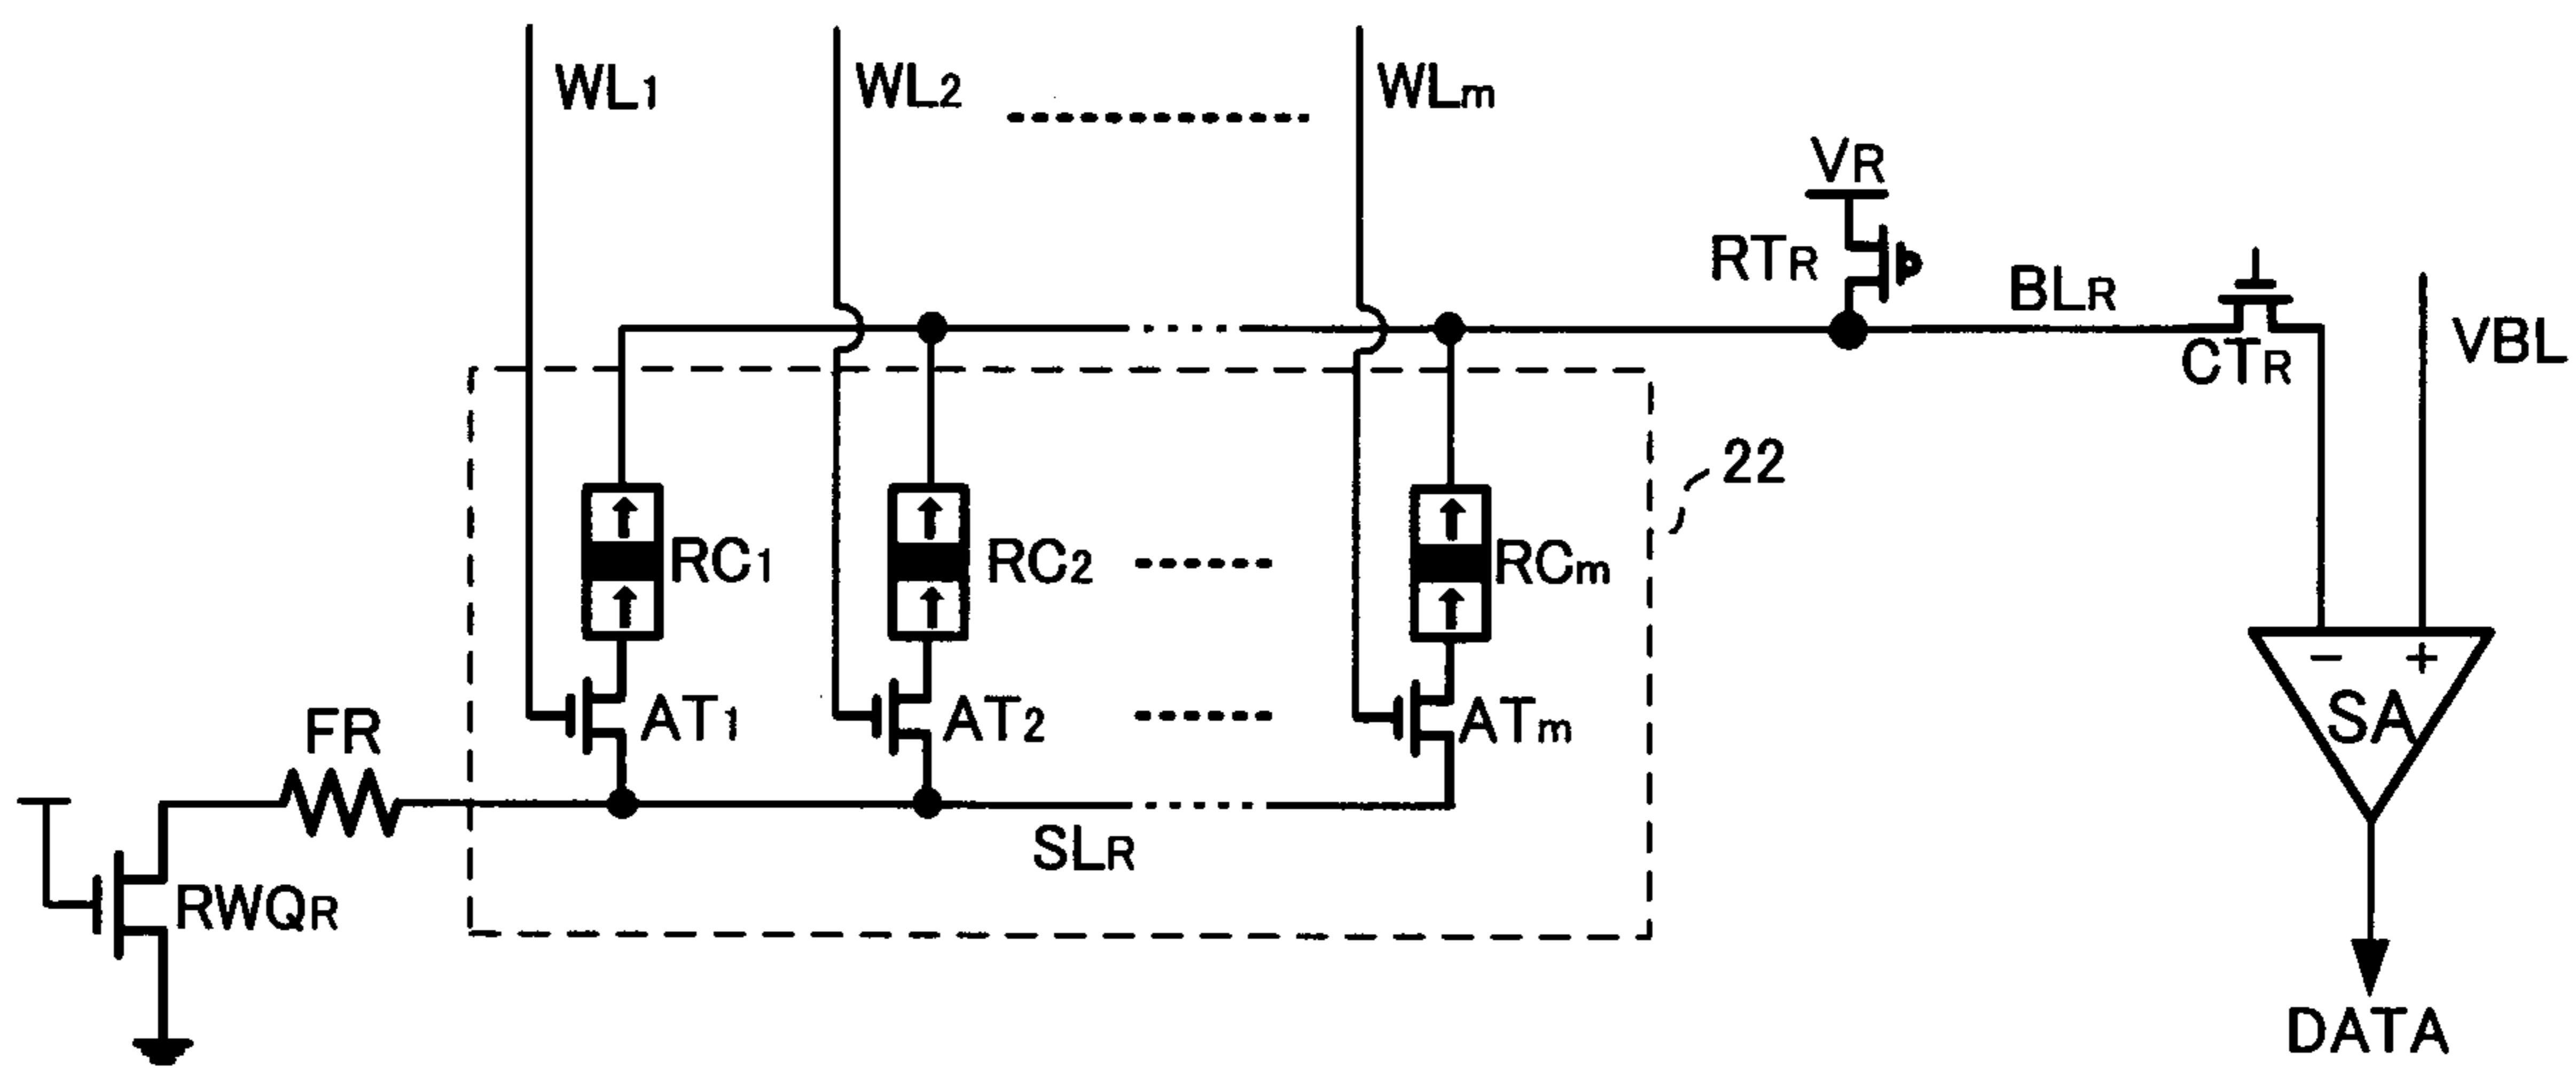 WL1
WL2
WLm
VR
RTR
BLR
CTR
VBL
22
RC1
RC2
RCm
AT1
AT2
ATm
FR
SLR
RWQR
- +
SA
DATA